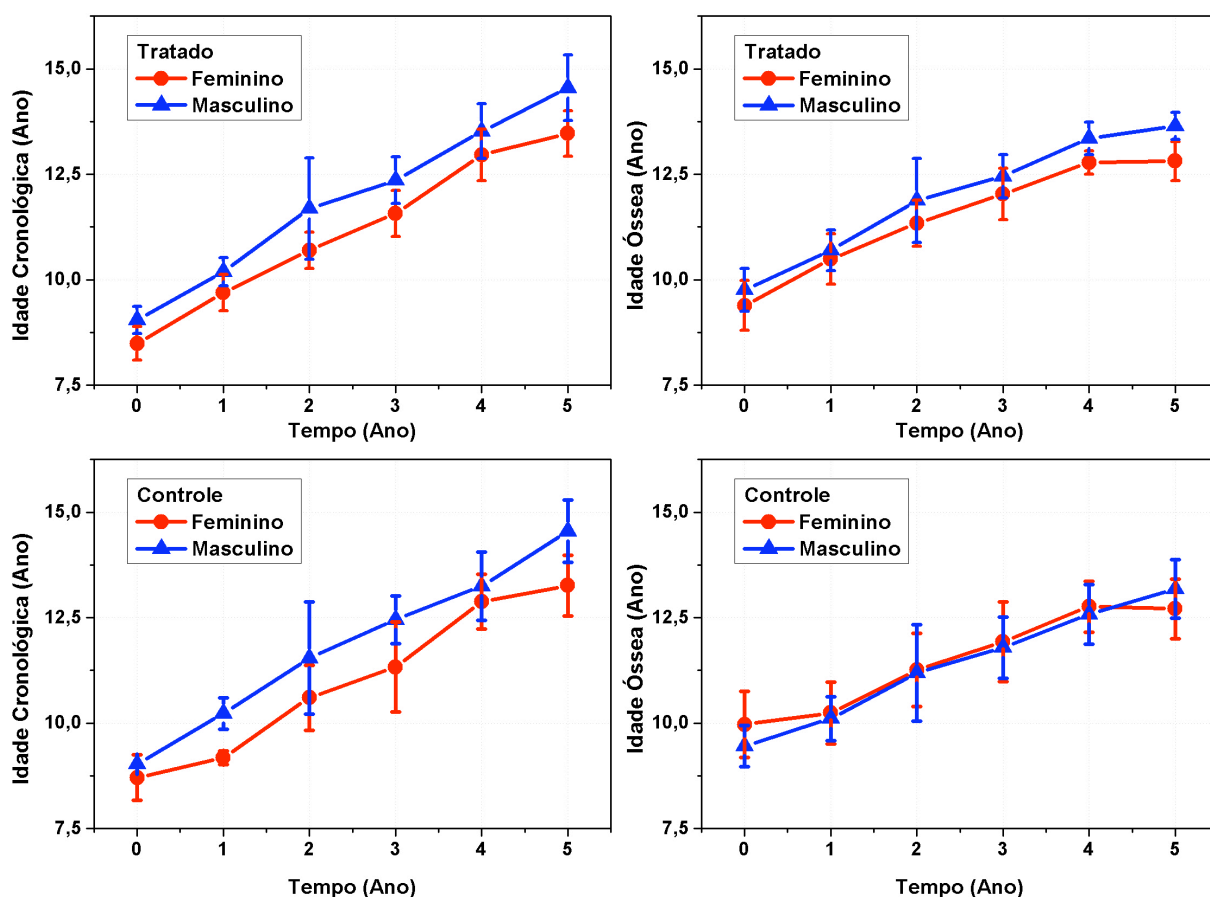 Idade Cronológica (Ano)
15,0
12,5
10,0
7,5
Tratado
Feminino
Masculino
0 1 2 3 4 5
Tempo (Ano)
Idade Óssea (Ano)
15,0
12,5
10,0
7,5
Tratado
Feminino
Masculino
0 1 2 3 4 5
Tempo (Ano)
Idade Cronológica (Ano)
15,0
12,5
10,0
7,5
Controle
Feminino
Masculino
0 1 2 3 4 5
Tempo (Ano)
Idade Óssea (Ano)
15,0
12,5
10,0
7,5
Controle
Feminino
Masculino
0 1 2 3 4 5
Tempo (Ano)